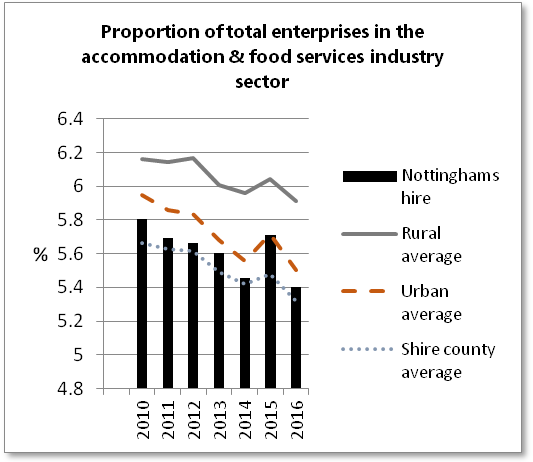 Proportion of total enterprises in the
accommodation & food services industry
sector
6.4
6.2
6
5.8
5.6
5.4
5.2
5
4.8
%
2010
2011
2012
2013
2014
2015
2016
Nottinghams
hire
Rural
average
Urban
average
Shire county
average